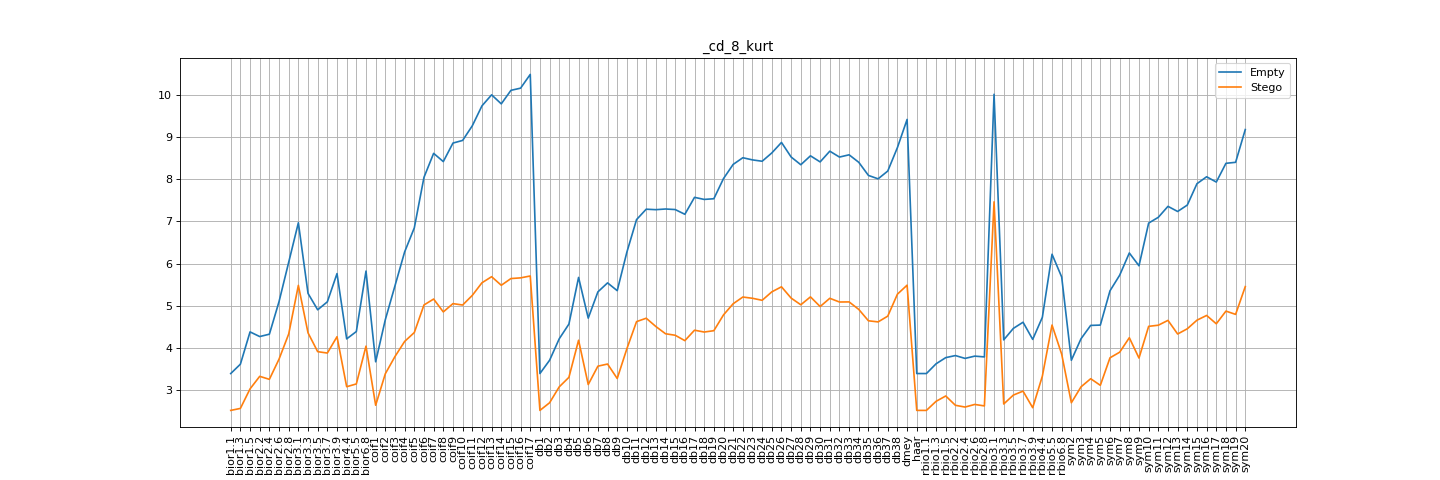 _cd_8_kurt
Empty
Stego
10
9
8
7
6
5
4
3
bior1.1
bior1.3
bior1.5
bior2.2
bior2.4
bior2.6
bior2.8
bior3.1
bior3.3
bior3.5
bior3.7
bior3.9
bior4.4
bior5.5
bior6.8
coif1
coif2
coif3
coif4
coif5
coif6
coif7
coif8
coif9
coif10
coif11
coif12
coif13
coif14
coif15
coif16
coif17
db1
db2
db3
db4
db5
db6
db7
db8
db9
db10
db11
db12
db13
db14
db15
db16
db17
db18
db19
db20
db21
db22
db23
db24
db25
db26
db27
db28
db29
db30
db31
db32
db33
db34
db35
db36
db37
db38
dmey
haar
rbio1.1
rbio1.3
rbio1.5
rbio2.2
rbio2.4
rbio2.6
rbio2.8
rbio3.1
rbio3.3
rbio3.5
rbio3.7
rbio3.9
rbio4.4
rbio5.5
rbio6.8
sym2
sym3
sym4
sym5
sym6
sym7
sym8
sym9
sym10
sym11
sym12
sym13
sym14
sym15
sym16
sym17
sym18
sym19
sym20